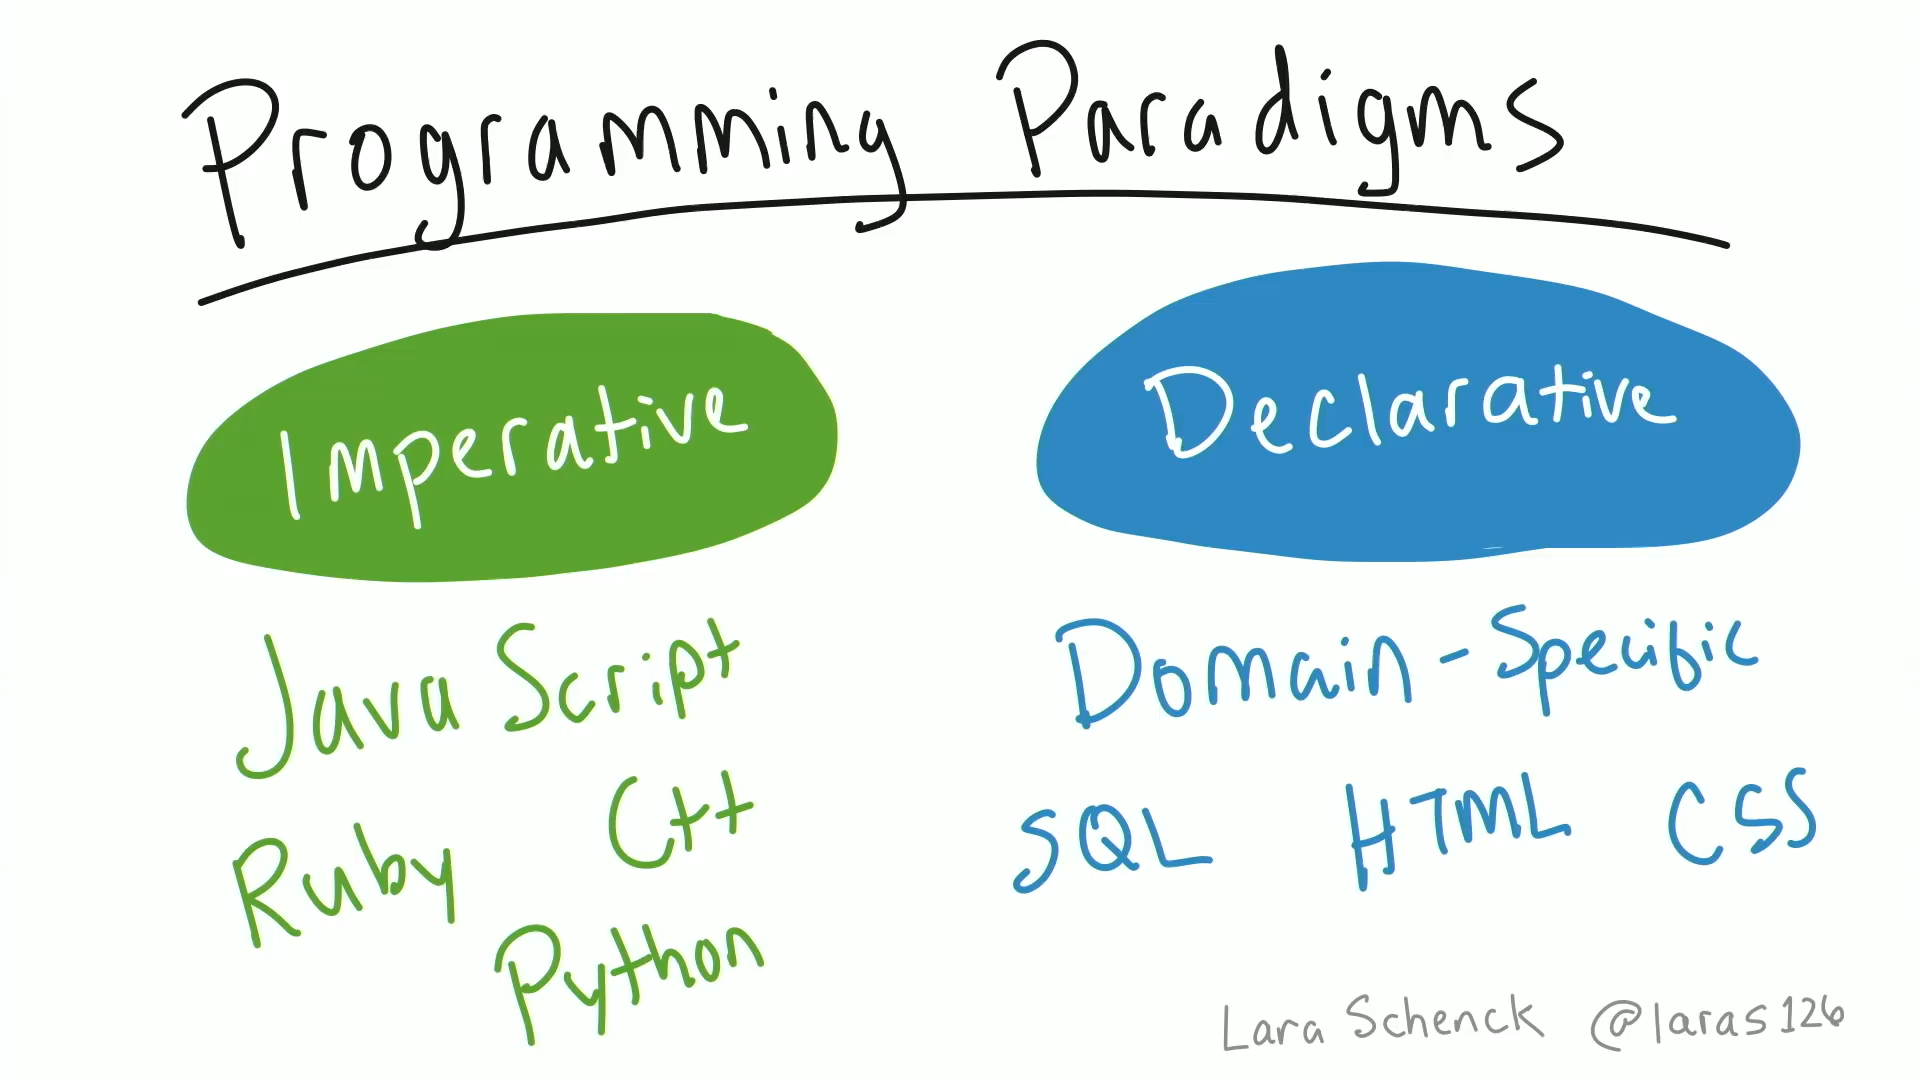 Programming Paradigms
Imperative
JavaScript
Ruby C++
Python
Declarative
Domain-Specific
SQL HTML CSS
Lara Schenck @laras126